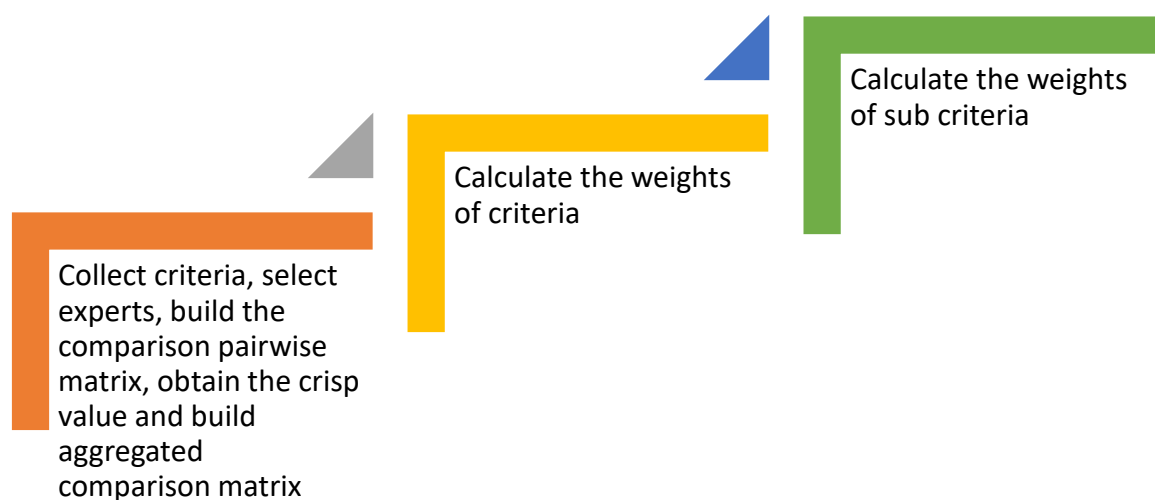 Collect criteria, select
experts, build the
comparison pairwise
matrix, obtain the crisp
value and build
aggregated
comparison matrix
Calculate the weights
of criteria
Calculate the weights
of sub criteria